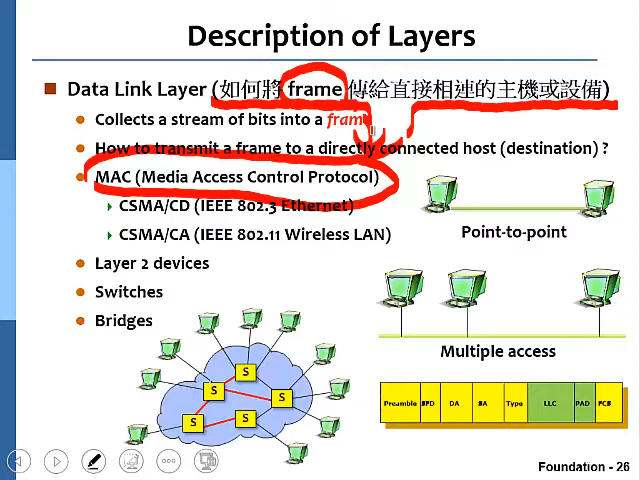 Description of Layers
Data Link Layer (如何將 frame 傳給直接相連的主機或設備)
Collects a stream of bits into a fram
How to transmit a frame to a directly connected host (destination) ?
MAC (Media Access Control Protocol)
CSMA/CD (IEEE 802.3 Ethernet)
CSMA/CA (IEEE 802.11 Wireless LAN)
Layer 2 devices
Switches
Bridges
Point-to-point
Multiple access
S
S
S
S
S
Preamble SFD DA SA Type LLC PAD FCS
Foundation - 26